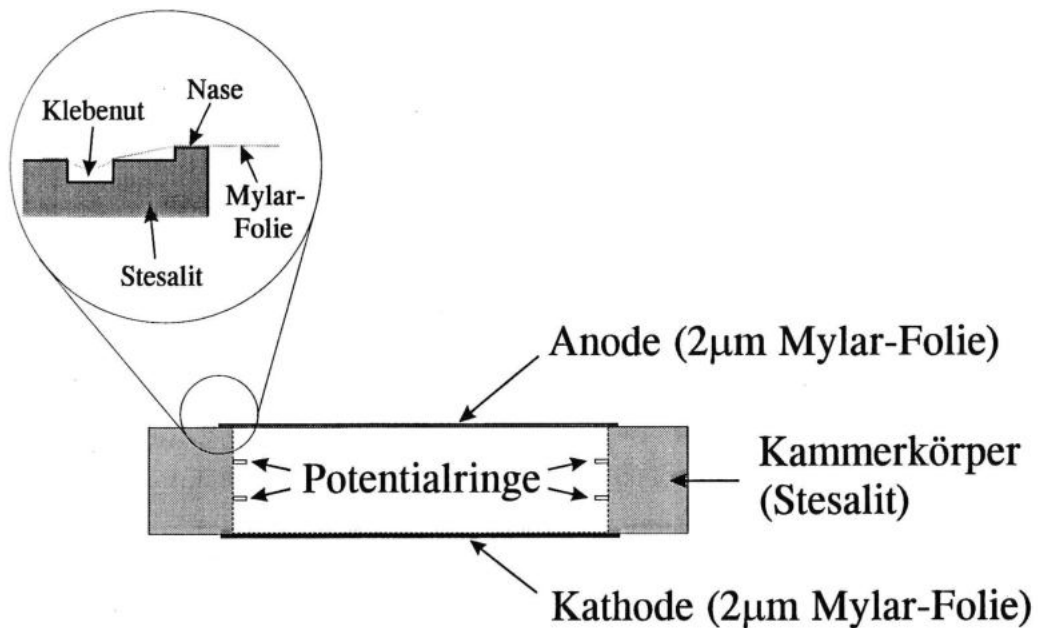 Nase
Klebenut
Mylar-
Folie
Stesalit
Anode (2μm Mylar-Folie)
Potentialringe
Kammerkörper
(Stesalit)
Kathode (2μm Mylar-Folie)